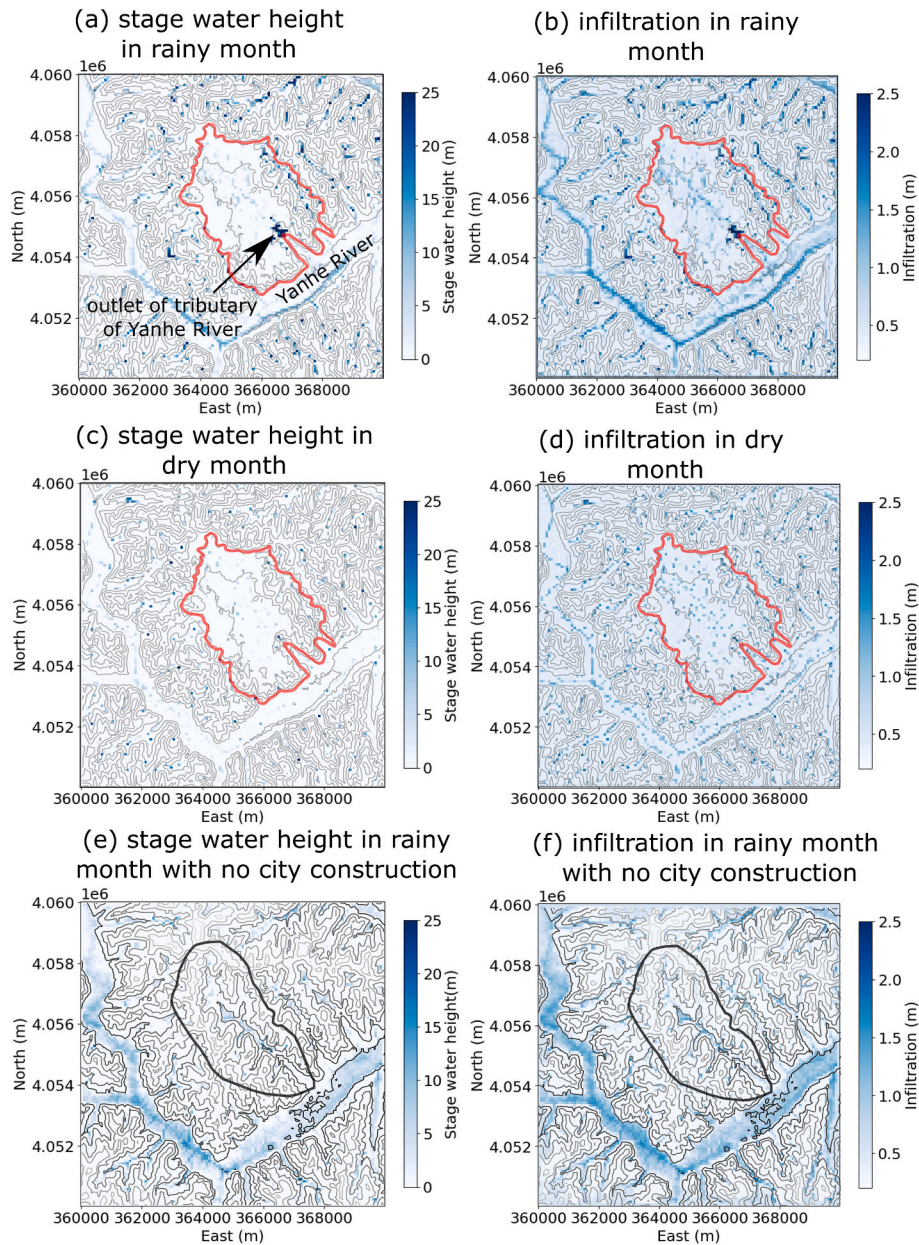 (a) stage water height
in rainy month
1e6
4.060
4.058
4.056
4.054
4.052
North (m)
360000 362000 364000 366000 368000
East (m)
outlet of tributary
of Yanhe River
Yanhe River
25
20
15
10
5
0
Stage water height (m)
(b) infiltration in rainy
month
1e6
4.060
4.058
4.056
4.054
4.052
North (m)
360000 362000 364000 366000 368000
East (m)
2.5
2.0
1.5
1.0
0.5
Infiltration (m)
(c) stage water height in
dry month
1e6
4.060
4.058
4.056
4.054
4.052
North (m)
360000 362000 364000 366000 368000
East (m)
25
20
15
10
5
0
Stage water height (m)
(d) infiltration in dry
month
1e6
4.060
4.058
4.056
4.054
4.052
North (m)
360000 362000 364000 366000 368000
East (m)
2.5
2.0
1.5
1.0
0.5
Infiltration (m)
(e) stage water height in rainy
month with no city construction
1e6
4.060
4.058
4.056
4.054
4.052
North (m)
360000 362000 364000 366000 368000
East (m)
25
20
15
10
5
0
Stage water height(m)
(f) infiltration in rainy month
with no city construction
1e6
4.060
4.058
4.056
4.054
4.052
North (m)
360000 362000 364000 366000 368000
East (m)
2.5
2.0
1.5
1.0
0.5
Infiltration (m)